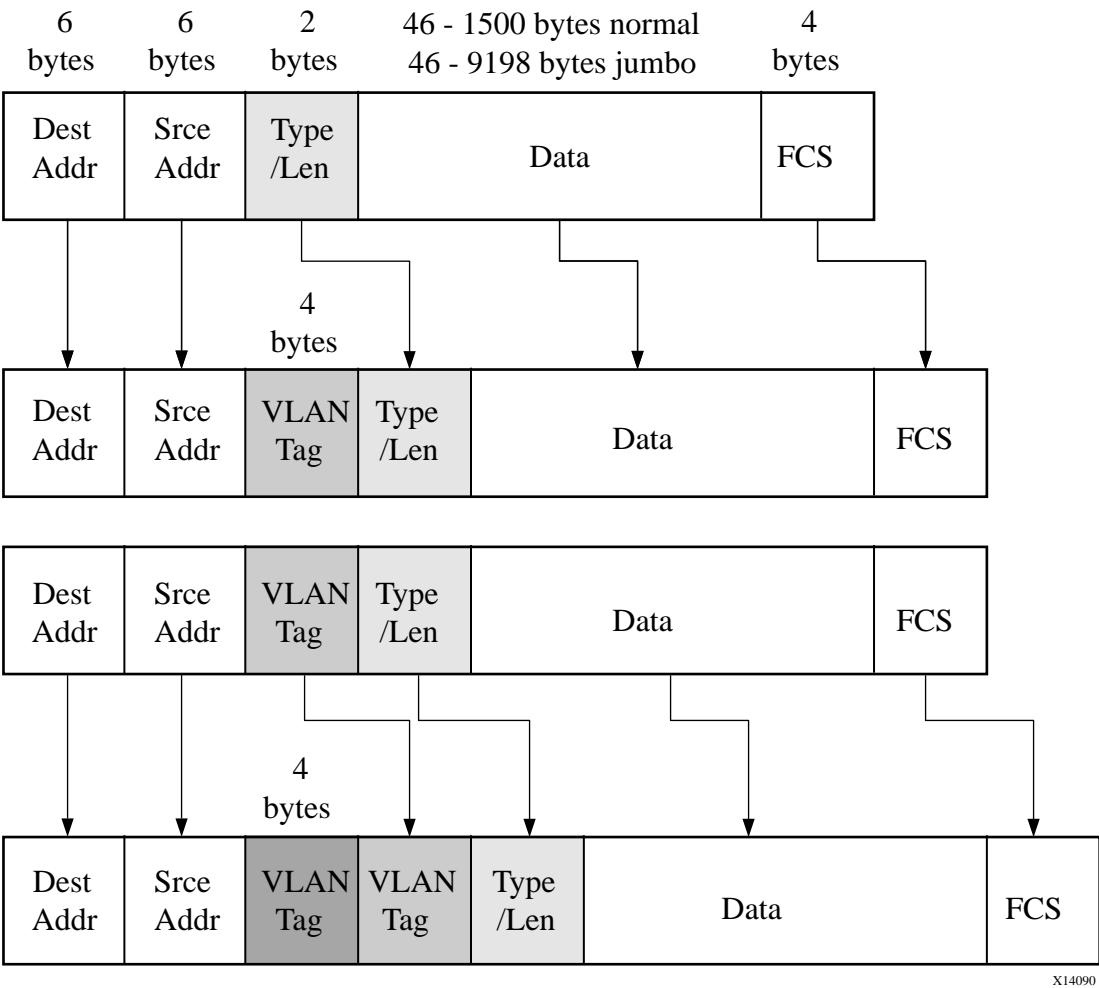 6 6 2 46 - 1500 bytes normal 4
bytes bytes bytes 46 - 9198 bytes jumbo bytes
Dest Srce Type
Addr Addr /Len Data FCS
4
bytes
Dest Srce VLAN Type
Addr Addr Tag /Len Data FCS
Dest Srce VLAN Type
Addr Addr Tag /Len Data FCS
4
bytes
Dest Srce VLAN VLAN Type
Addr Addr Tag Tag /Len Data FCS
X14090